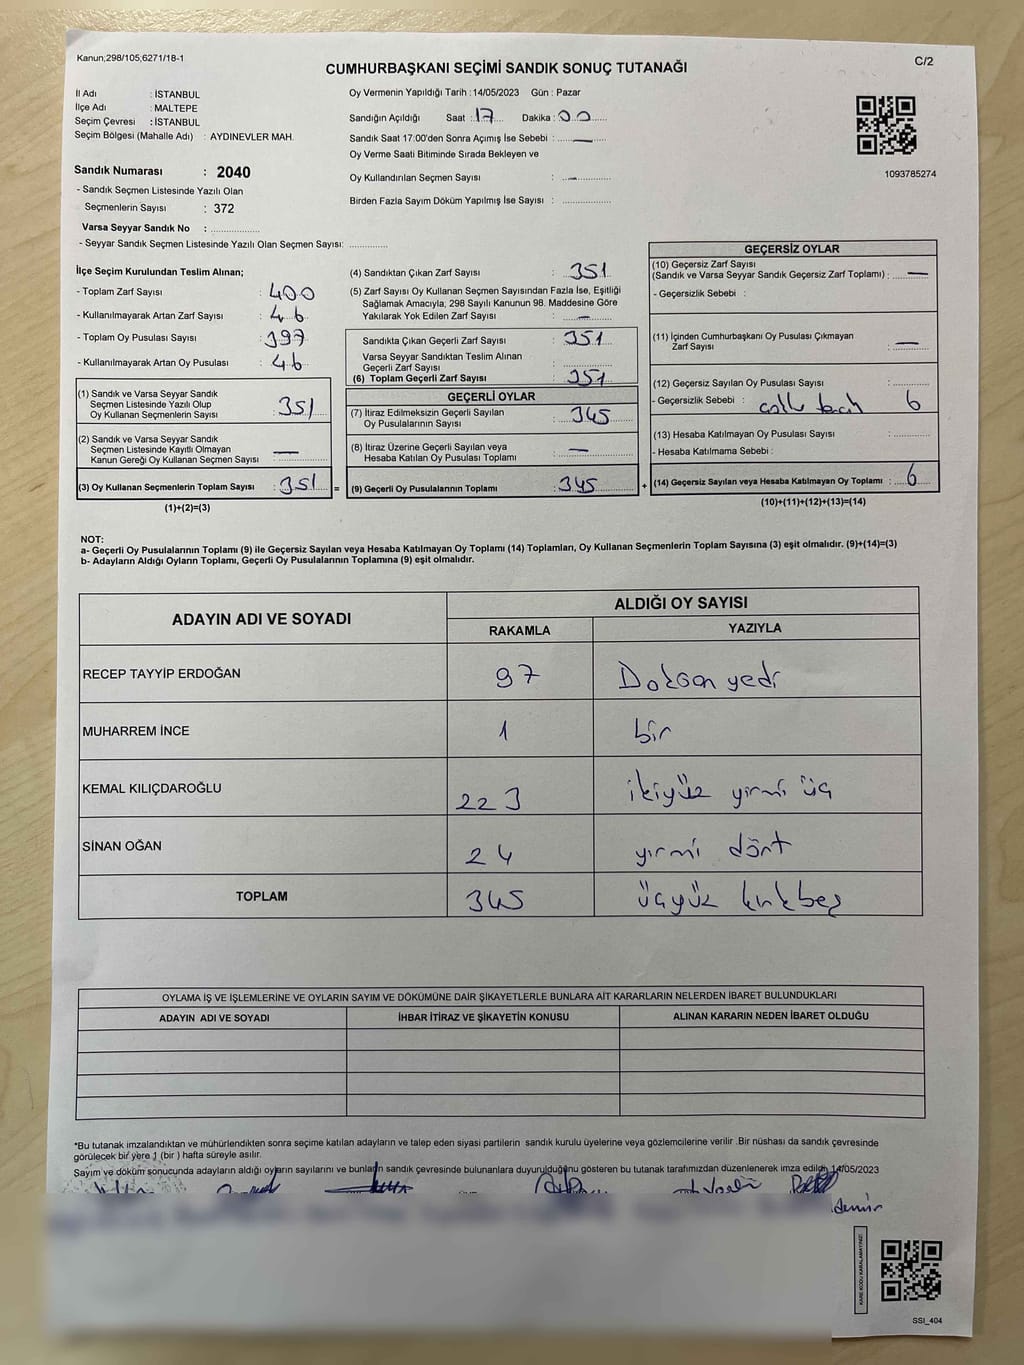 Kanun;298/105;6271/18-1
C/2
CUMHURBAŞKANI SEÇİMİ SANDIK SONUÇ TUTANAĞI
İl Adı : İSTANBUL
İlçe Adı : MALTEPE
Seçim Çevresi : İSTANBUL
Seçim Bölgesi (Mahalle Adı) : AYDINEVLER MAH.
Oy Vermenin Yapıldığı Tarih : 14/05/2023 Gün : Pazar
Sandığın Açıldığı Saat : 17 Dakika : 00
Sandık Saat 17:00'den Sonra Açımış İse Sebebi : —
Oy Verme Saati Bitiminde Sırada Bekleyen ve
Oy Kullandırılan Seçmen Sayısı : —
Birden Fazla Sayım Döküm Yapılmış İse Sayısı :
1093785274
Sandık Numarası : 2040
- Sandık Seçmen Listesinde Yazılı Olan
Seçmenlerin Sayısı : 372
Varsa Seyyar Sandık No :
- Seyyar Sandık Seçmen Listesinde Yazılı Olan Seçmen Sayısı:
İlçe Seçim Kurulundan Teslim Alınan;
- Toplam Zarf Sayısı : 400
- Kullanılmayarak Artan Zarf Sayısı : 46
- Toplam Oy Pusulası Sayısı : 397
- Kullanılmayarak Artan Oy Pusulası : 46
(1) Sandık ve Varsa Seyyar Sandık
Seçmen Listesinde Yazılı Olup
Oy Kullanan Seçmenlerin Sayısı : 351
(2) Sandık ve Varsa Seyyar Sandık
Seçmen Listesinde Kayıtlı Olmayan
Kanun Gereği Oy Kullanan Seçmen Sayısı : —
(3) Oy Kullanan Seçmenlerin Toplam Sayısı : 351 =
(1)+(2)=(3)
(4) Sandıktan Çıkan Zarf Sayısı : 351
(5) Zarf Sayısı Oy Kullanan Seçmen Sayısından Fazla İse, Eşitliği
Sağlamak Amacıyla; 298 Sayılı Kanunun 98. Maddesine Göre
Yakılarak Yok Edilen Zarf Sayısı : —
Sandıkta Çıkan Geçerli Zarf Sayısı : 351
Varsa Seyyar Sandıktan Teslim Alınan
Geçerli Zarf Sayısı :
(6) Toplam Geçerli Zarf Sayısı : 351
GEÇERLİ OYLAR
(7) İtiraz Edilmeksizin Geçerli Sayılan
Oy Pusulalarının Sayısı : 345
(8) İtiraz Üzerine Geçerli Sayılan veya
Hesaba Katılan Oy Pusulası Toplamı : —
(9) Geçerli Oy Pusulalarının Toplamı : 345 +
GEÇERSİZ OYLAR
(10) Geçersiz Zarf Sayısı
(Sandık ve Varsa Seyyar Sandık Geçersiz Zarf Toplamı) : —
- Geçersizlik Sebebi :
(11) İçinden Cumhurbaşkanı Oy Pusulası Çıkmayan
Zarf Sayısı : —
(12) Geçersiz Sayılan Oy Pusulası Sayısı :
- Geçersizlik Sebebi : 6
(13) Hesaba Katılmayan Oy Pusulası Sayısı :
- Hesaba Katılmama Sebebi :
(14) Geçersiz Sayılan veya Hesaba Katılmayan Oy Toplamı : 6
(10)+(11)+(12)+(13)=(14)
NOT:
a- Geçerli Oy Pusulalarının Toplamı (9) ile Geçersiz Sayılan veya Hesaba Katılmayan Oy Toplamı (14) Toplamları, Oy Kullanan Seçmenlerin Toplam Sayısına (3) eşit olmalıdır. (9)+(14)=(3)
b- Adayların Aldığı Oyların Toplamı, Geçerli Oy Pusulalarının Toplamına (9) eşit olmalıdır.
ADAYIN ADI VE SOYADI ALDIĞI OY SAYISI
RAKAMLA YAZIYLA
RECEP TAYYİP ERDOĞAN 97 Doksan yedi
MUHARREM İNCE 1 bir
KEMAL KILIÇDAROĞLU 223 ikiyüz yirmi üç
SİNAN OĞAN 24 yirmi dört
TOPLAM 345 üçyüz kırkbeş
OYLAMA İŞ VE İŞLEMLERİNE VE OYLARIN SAYIM VE DÖKÜMÜNE DAİR ŞİKAYETLERLE BUNLARA AİT KARARLARIN NELERDEN İBARET BULUNDUKLARI
ADAYIN ADI VE SOYADI İHBAR İTİRAZ VE ŞİKAYETİN KONUSU ALINAN KARARIN NEDEN İBARET OLDUĞU
*Bu tutanak imzalandıktan ve mühürlendikten sonra seçime katılan adayların ve talep eden siyasi partilerin sandık kurulu üyelerine veya gözlemcilerine verilir .Bir nüshası da sandık çevresinde
görülecek bir yere 1 (bir ) hafta süreyle asılır.
Sayım ve döküm sonucunda adayların aldığı oyların sayılarını ve bunların sandık çevresinde bulunanlara duyurulduğunu gösteren bu tutanak tarafımızdan düzenlenerek imza edildi. 14/05/2023
demir
KARE KODU KARALAMAYINIZ!
SSI_404